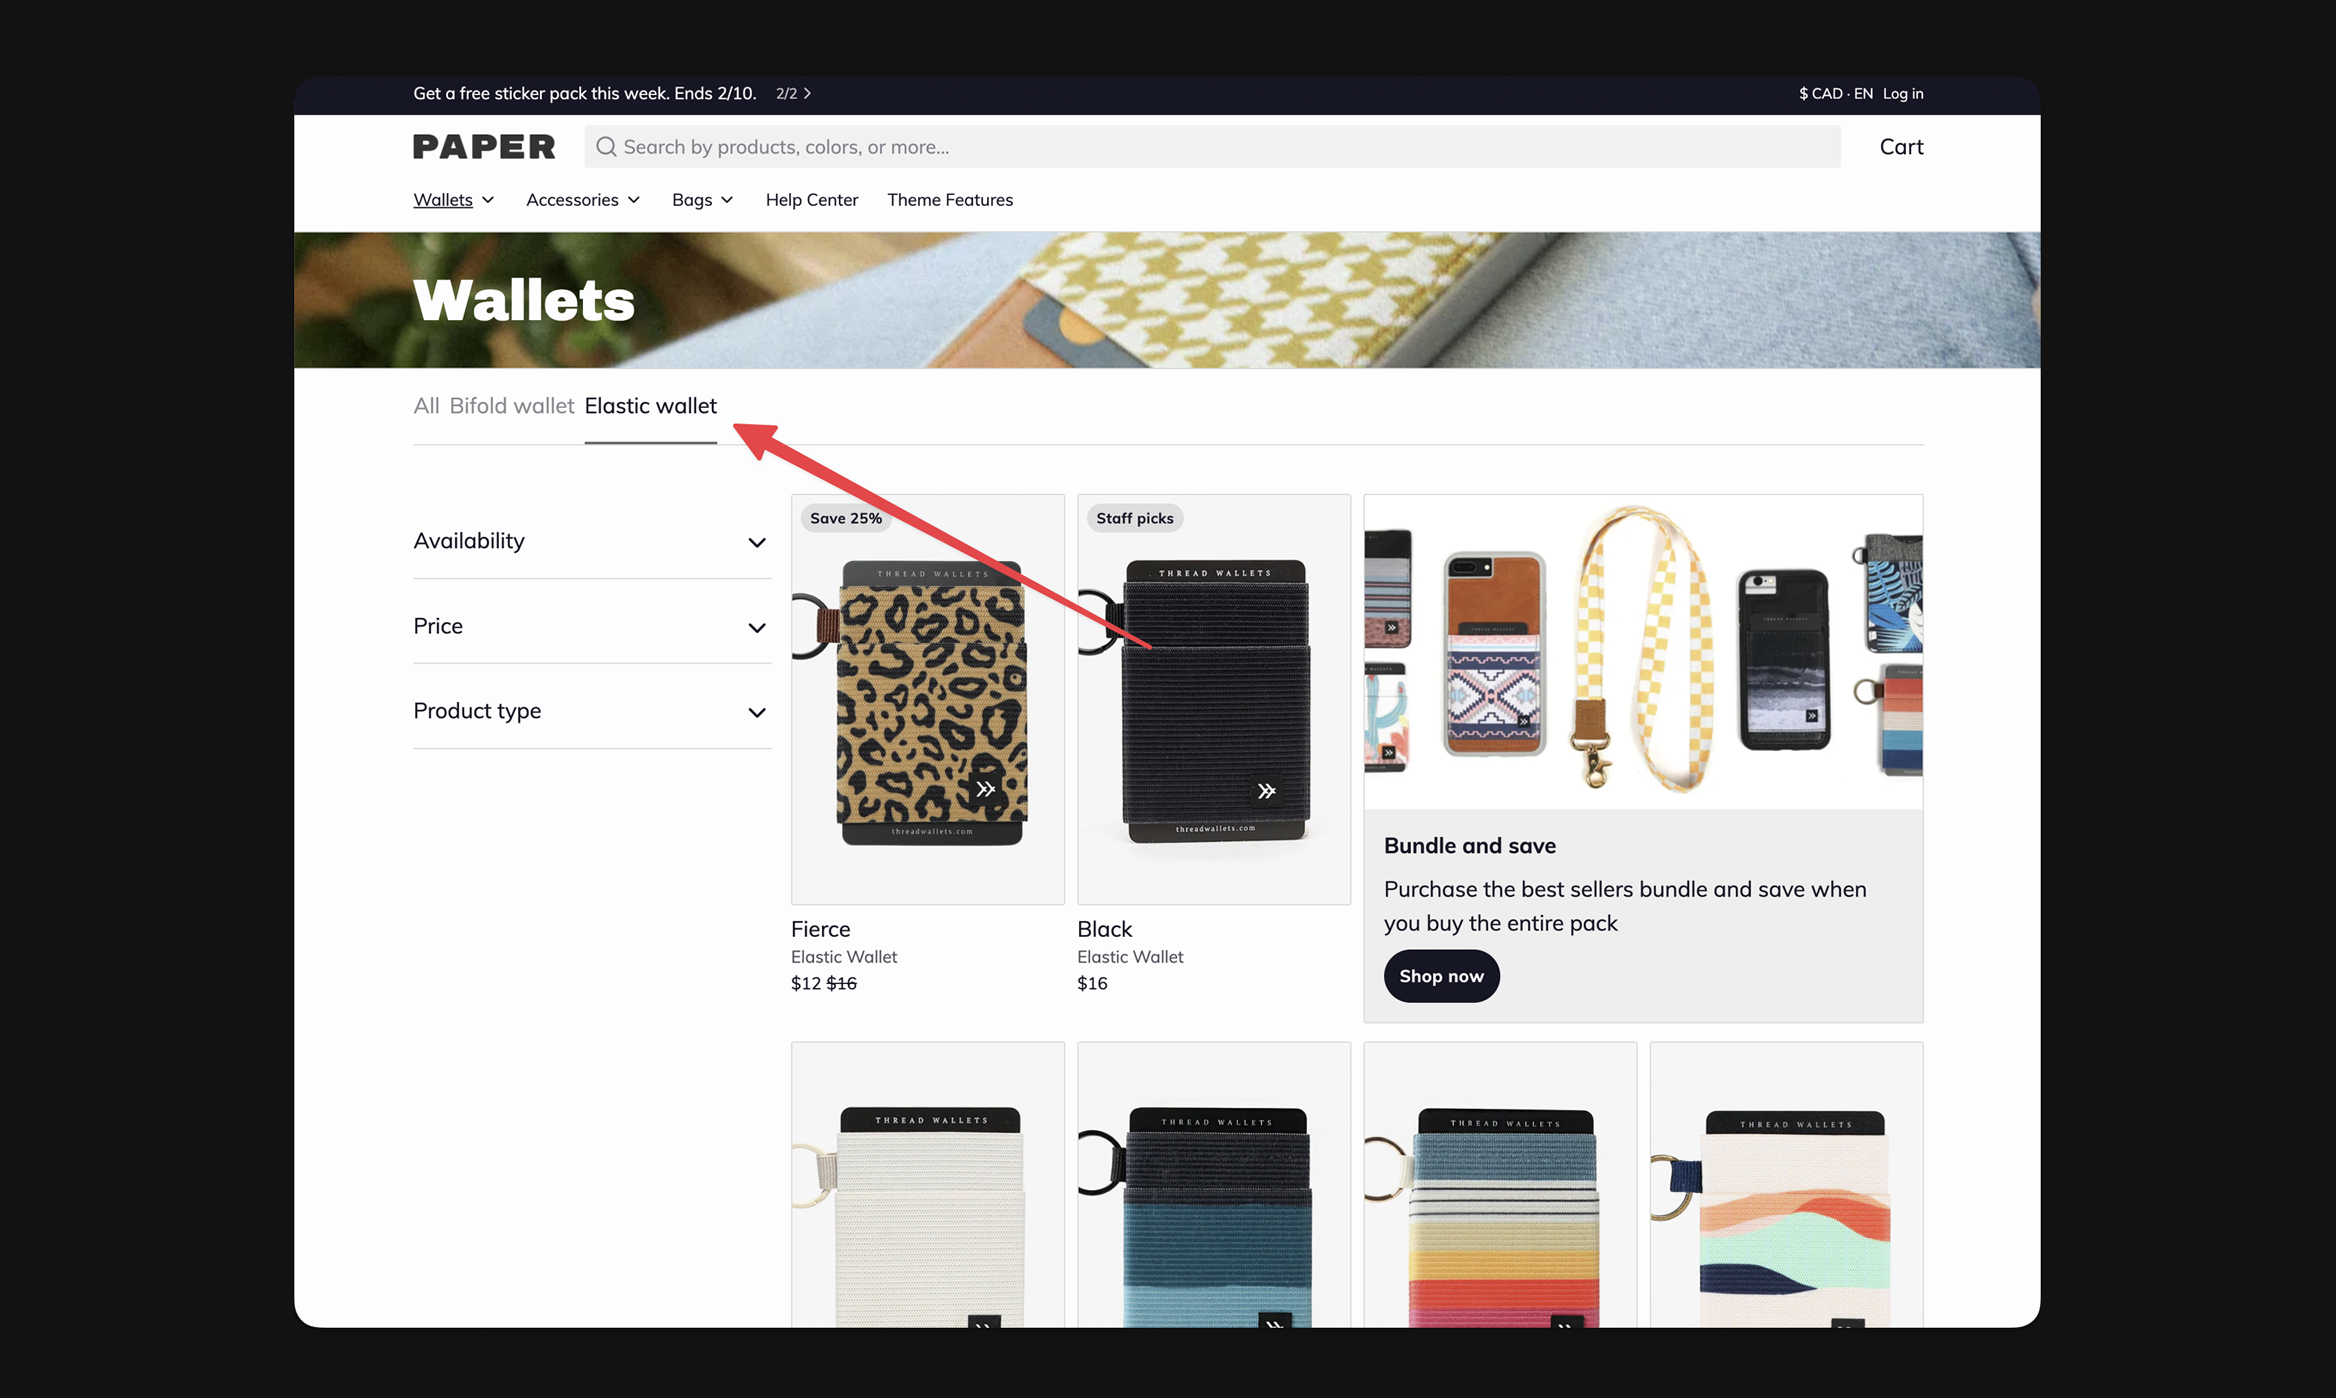 Get a free sticker pack this week. Ends 2/10. 2/2
$ CAD · EN Log in
PAPER
Search by products, colors, or more...
Cart
Wallets Accessories Bags Help Center Theme Features
Wallets
All Bifold wallet Elastic wallet
Availability
Price
Product type
Save 25%
THREAD WALLETS
threadwallets.com
Fierce
Elastic Wallet
$12 $16
Staff picks
THREAD WALLETS
threadwallets.com
Black
Elastic Wallet
$16
Bundle and save
Purchase the best sellers bundle and save when
you buy the entire pack
Shop now
THREAD WALLETS
THREAD WALLETS
THREAD WALLETS
THREAD WALLETS